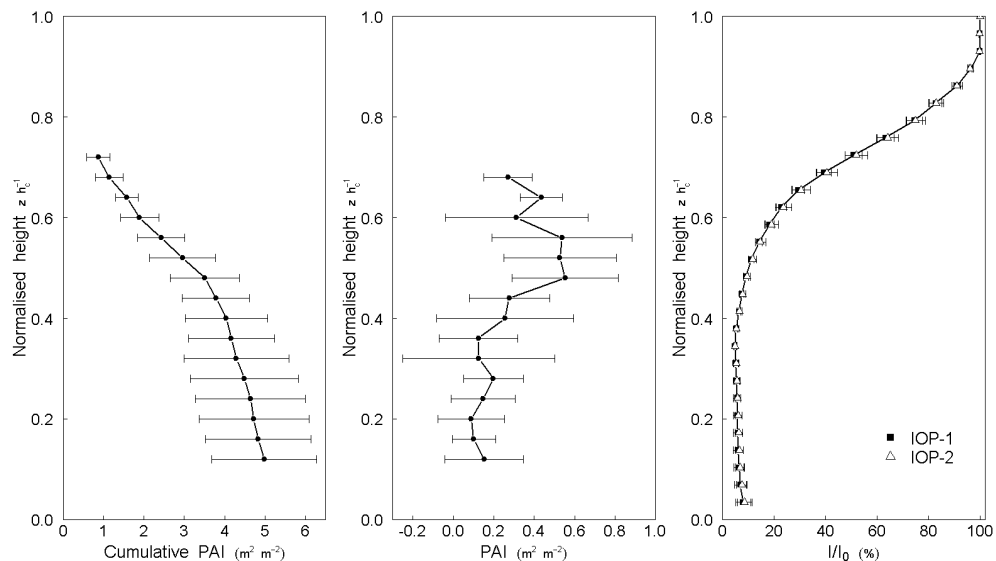 1.0
0.8
0.6
0.4
0.2
0.0
Normalised height z h_c^-1
0 1 2 3 4 5 6
Cumulative PAI (m² m⁻²)
1.0
0.8
0.6
0.4
0.2
0.0
Normalised height z h_c^-1
-0.2 0.0 0.2 0.4 0.6 0.8 1.0
PAI (m² m⁻²)
1.0
0.8
0.6
0.4
0.2
0.0
Normalised height z h_c^-1
IOP-1
IOP-2
0 20 40 60 80 100
I/I₀ (%)